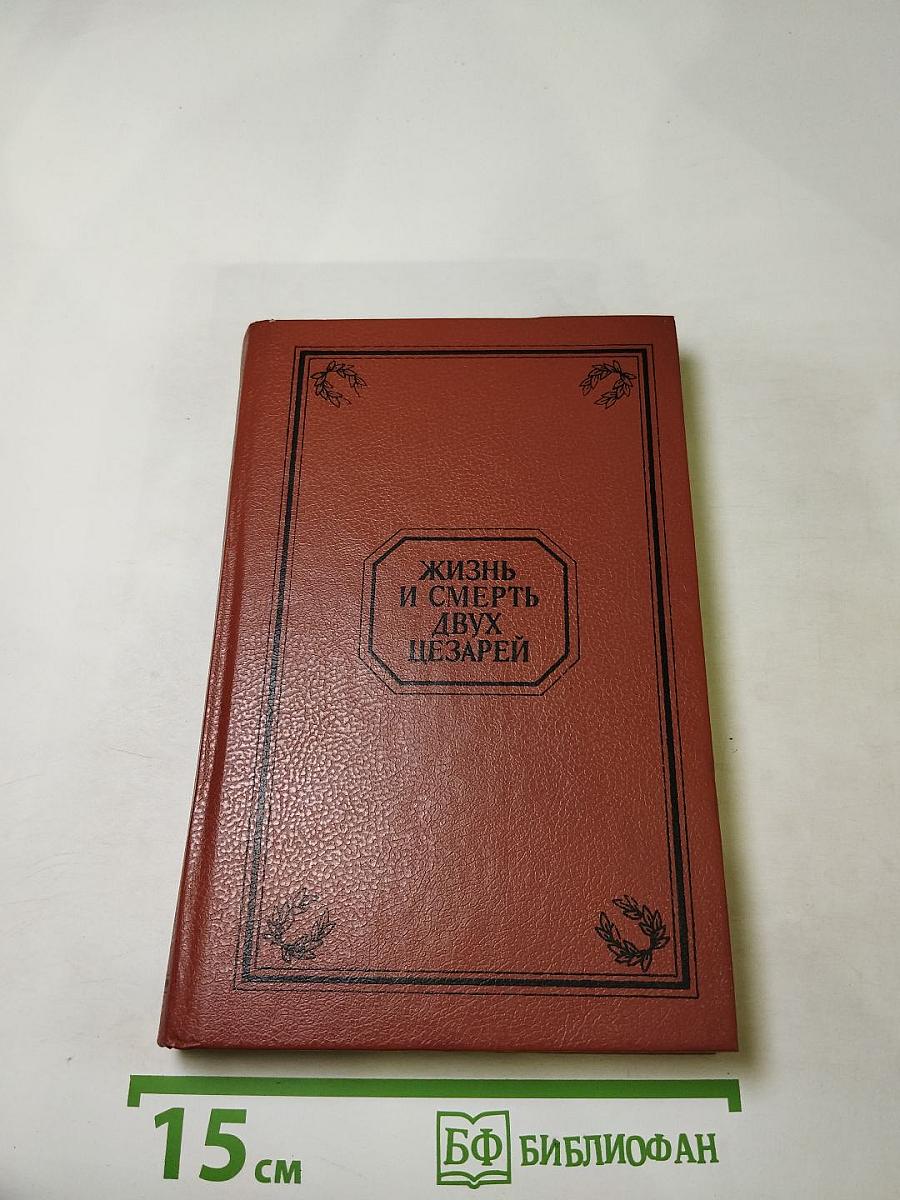 ЖИЗНЬ
И СМЕРТЬ
ДВУХ
ЦЕЗАРЕЙ
15 см
БФ БИБЛИОФАН